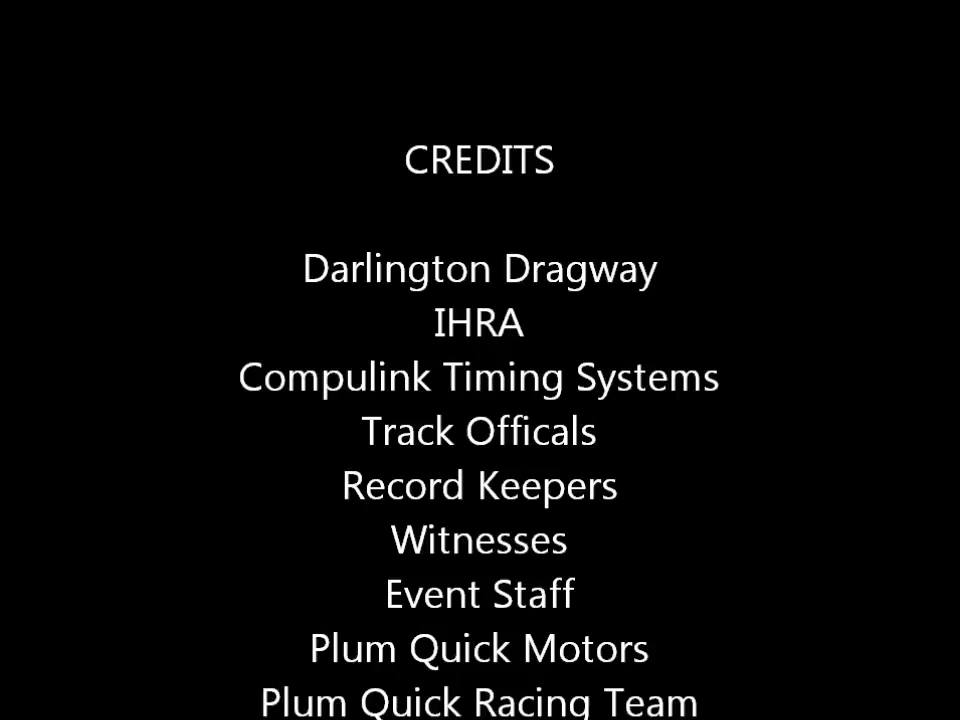 CREDITS
Darlington Dragway
IHRA
Compulink Timing Systems
Track Officals
Record Keepers
Witnesses
Event Staff
Plum Quick Motors
Plum Quick Racing Team